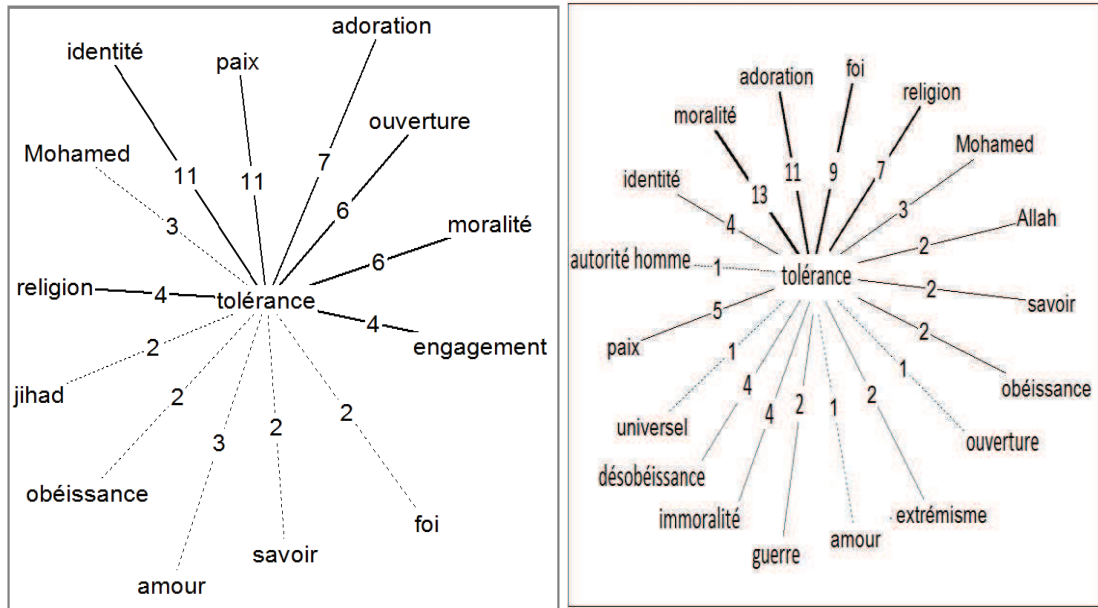 adoration
identité
paix
ouverture
7
Mohamed
11
11
6
3
moralité
6
religion
4
tolérance
4
engagement
2
jihad
2
2
3
2
obéissance
foi
savoir
amour
foi
adoration
religion
moralité
Mohamed
11
9
7
identité
13
3
4
Allah
2
autorité homme
1
tolérance
2
savoir
5
2
paix
1
1
obéissance
4
2
universel
4
2
1
ouverture
désobéissance
immoralité
extrémisme
amour
guerre